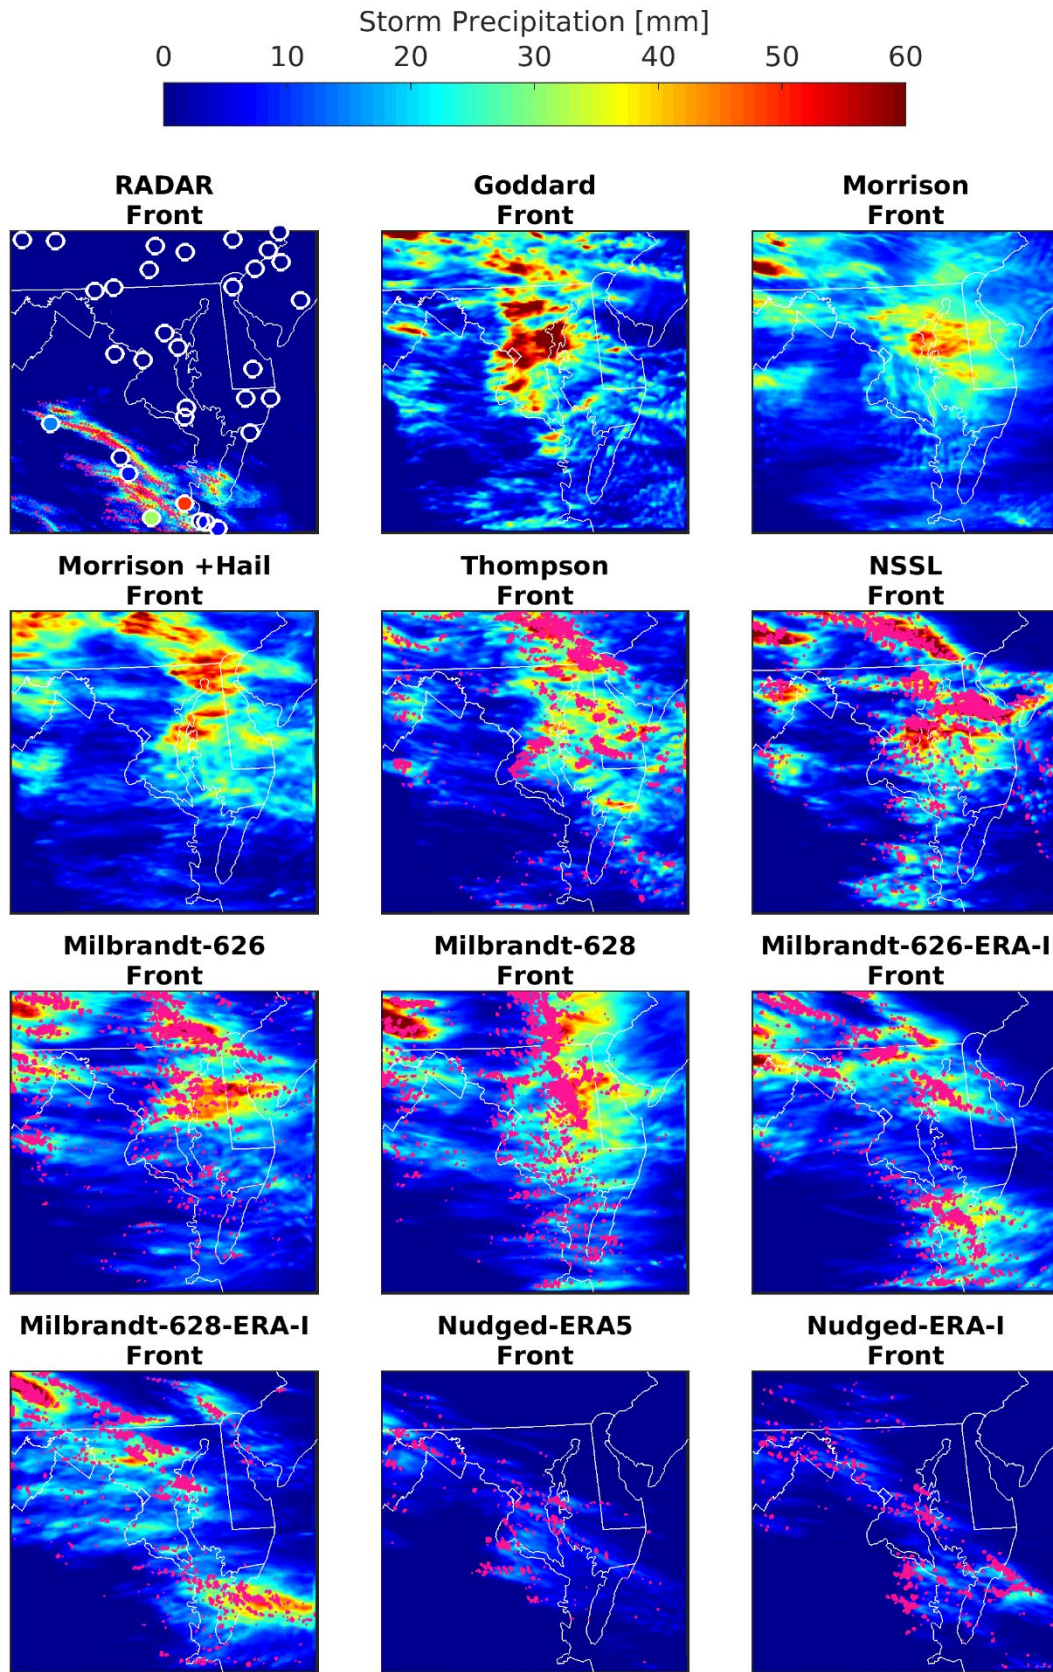 Storm Precipitation [mm]
0 10 20 30 40 50 60
RADAR
Front
Goddard
Front
Morrison
Front
Morrison +Hail
Front
Thompson
Front
NSSL
Front
Milbrandt-626
Front
Milbrandt-628
Front
Milbrandt-626-ERA-I
Front
Milbrandt-628-ERA-I
Front
Nudged-ERA5
Front
Nudged-ERA-I
Front